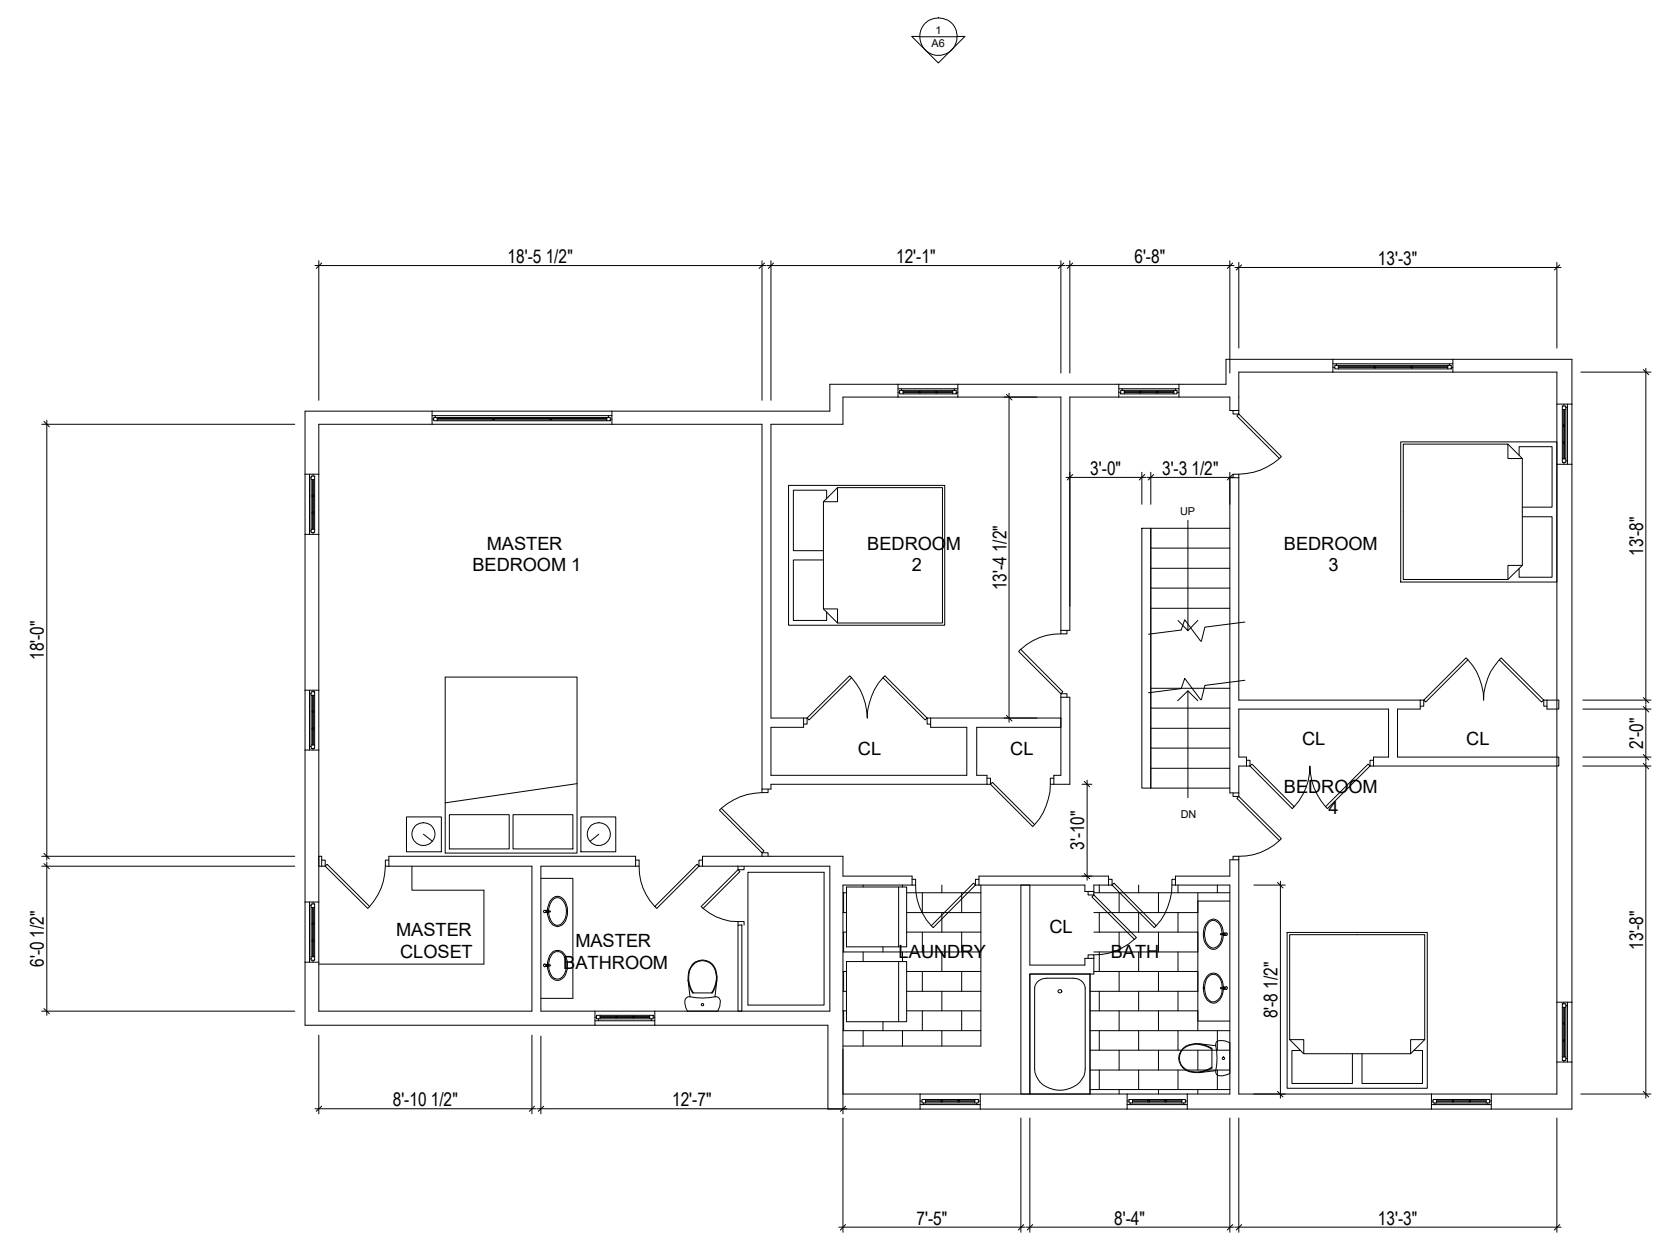 1
A6
18'-5 1/2"
12'-1"
6'-8"
13'-3"
3'-0"
3'-3 1/2"
UP
MASTER
BEDROOM 1
BEDROOM
2
13'-4 1/2"
BEDROOM
3
13'-8"
18'-0"
CL
CL
CL
CL
2'-0"
BEDROOM
4
DN
3'-10"
MASTER
CLOSET
MASTER
BATHROOM
LAUNDRY
CL
BATH
6'-0 1/2"
8'-8 1/2"
13'-8"
8'-10 1/2"
12'-7"
7'-5"
8'-4"
13'-3"